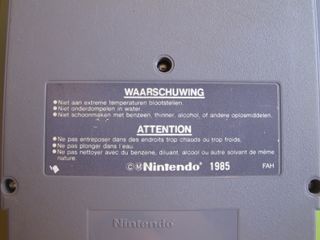 WAARSCHUWING
●Niet aan extreme temperaturen blootstellen.
●Niet onderdompelen in water.
●Niet schoonmaken met benzeen, thinner, alcohol, of andere oplosmiddelen.
ATTENTION
●Ne pas entreposer dans des endroits trop chauds ou trop froids.
●Ne pas plonger dans l'eau.
●Ne pas nettoyer avec du benzene, diluant, alcool ou autre solvant de même nature.
©ⓂNintendo® 1985 FAH
Nintendo